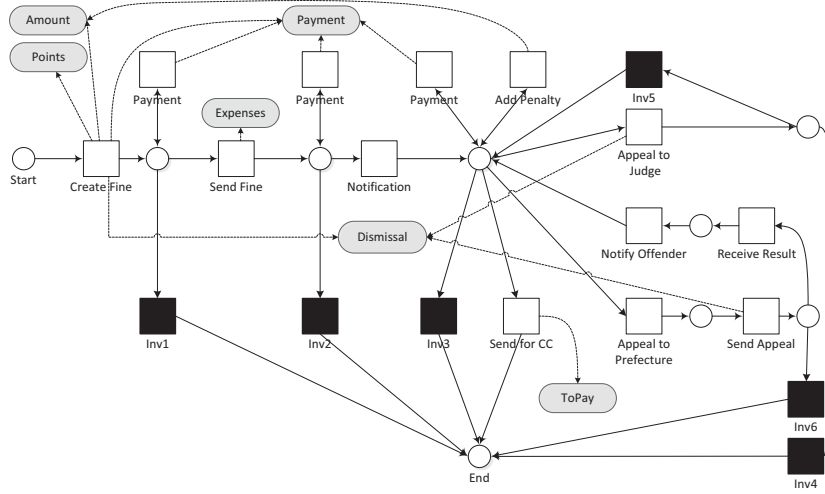 Amount
Payment
Points
Payment
Payment
Payment
Add Penalty
Inv5
Expenses
Appeal to
Judge
Start
Create Fine
Send Fine
Notification
Dismissal
Notify Offender
Receive Result
Inv1
Inv2
Inv3
Send for CC
Appeal to
Prefecture
Send Appeal
ToPay
Inv6
End
Inv4